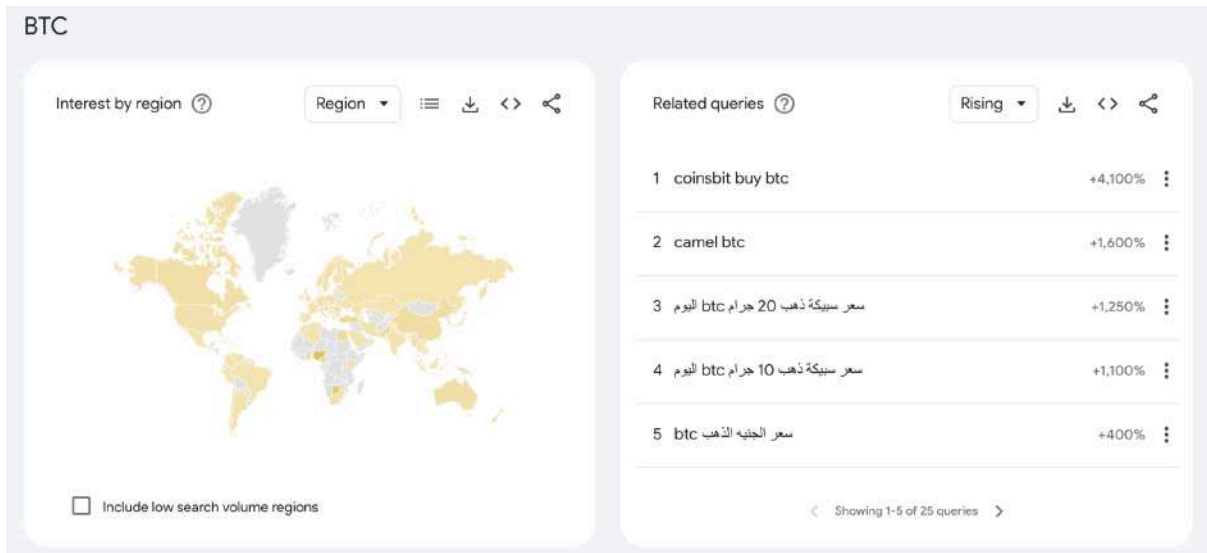 BTC
Interest by region
Region
Related queries
Rising
1 coinsbit buy btc +4,100%
2 camel btc +1,600%
3 سعر سبيكة ذهب 20 جرام btc اليوم +1,250%
4 سعر سبيكة ذهب 10 جرام btc اليوم +1,100%
5 سعر الجنيه الذهب btc +400%
Include low search volume regions
Showing 1-5 of 25 queries